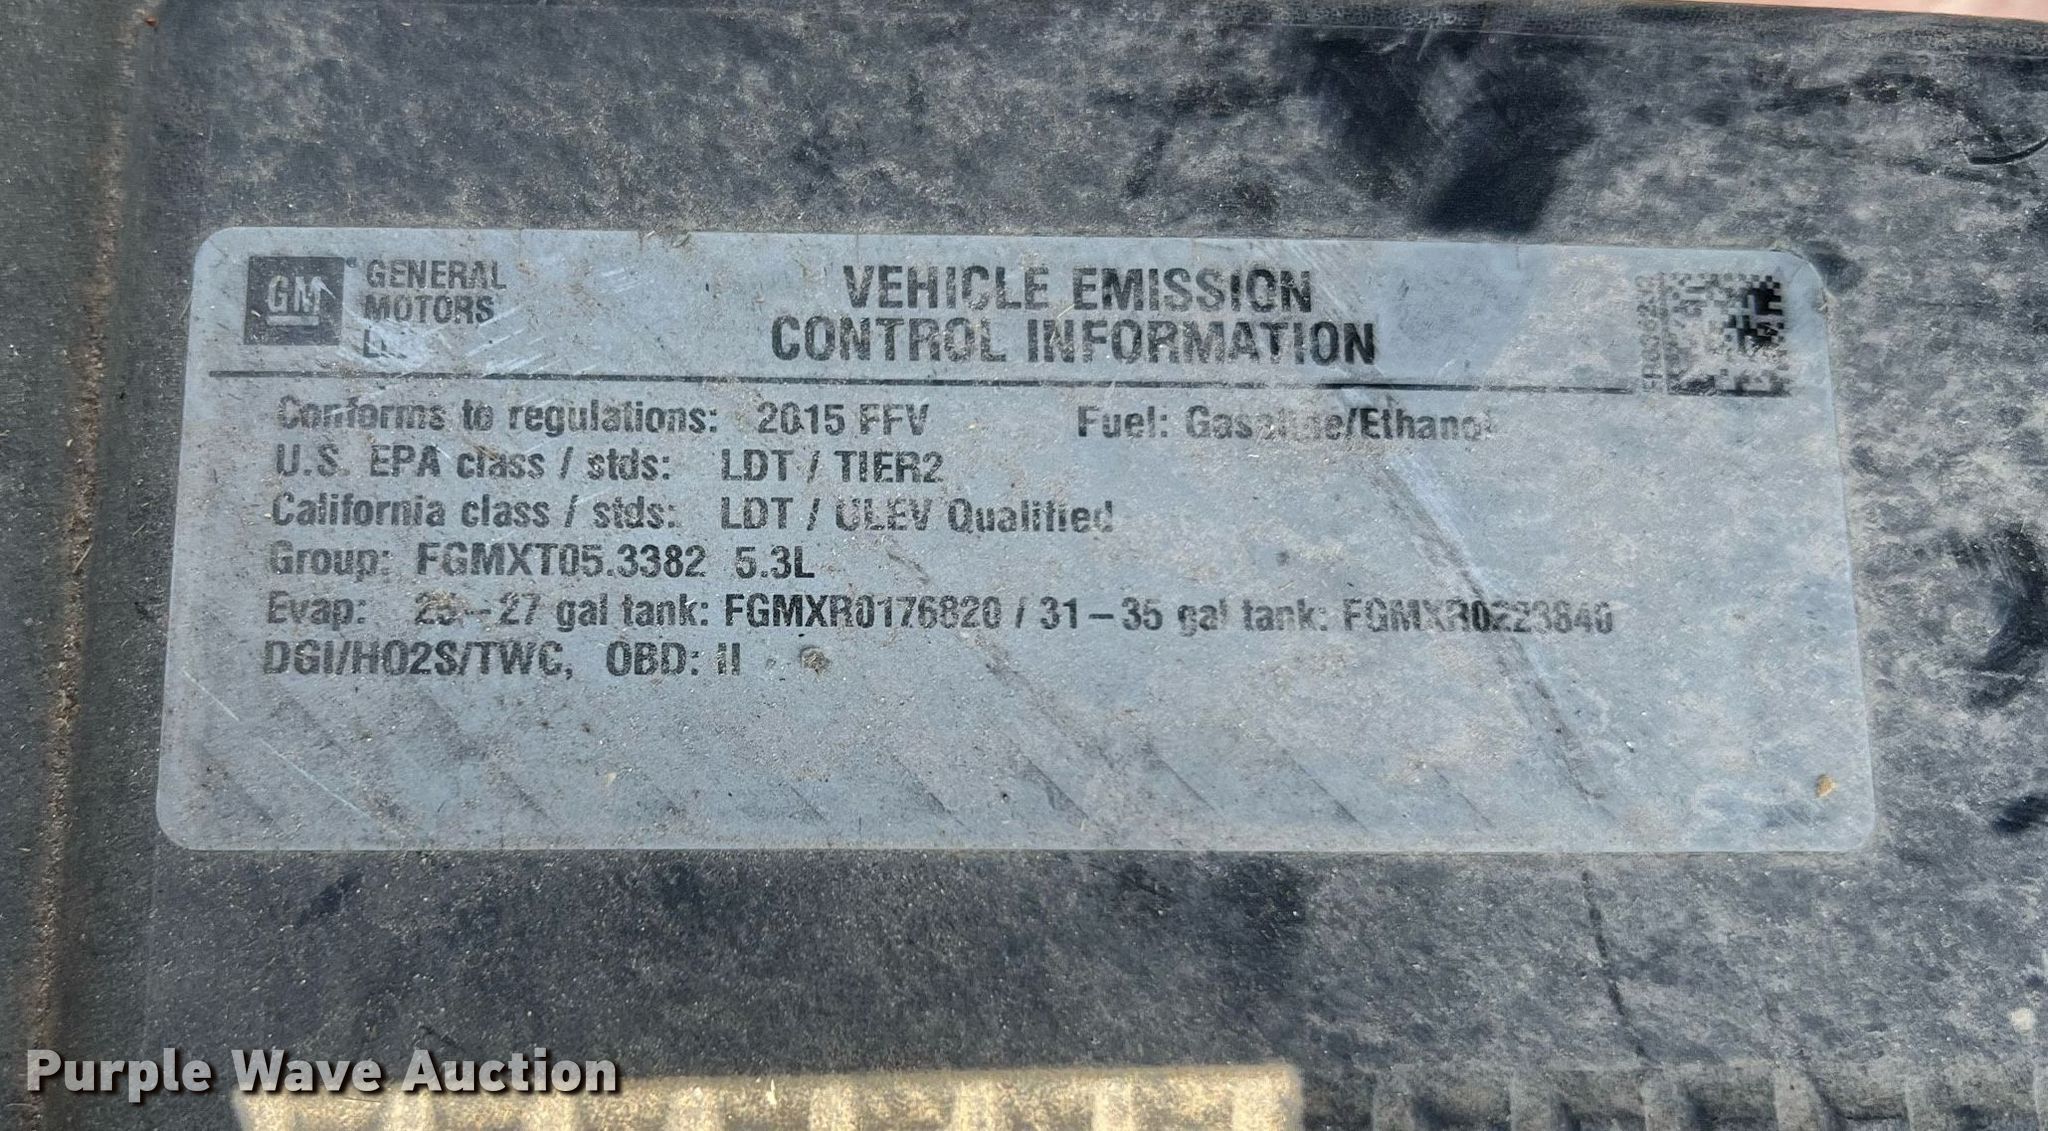 GM GENERAL
MOTORS
VEHICLE EMISSION
CONTROL INFORMATION
Conforms to regulations: 2015 FFV Fuel: Gasoline/Ethanol
U.S. EPA class / stds: LDT / TIER2
California class / stds: LDT / ULEV Qualified
Group: FGMXT05.3382 5.3L
Evap: 26-27 gal tank: FGMXR0176820 / 31-35 gal tank: FGMXR0223840
DGI/HO2S/TWC, OBD: II
Purple Wave Auction